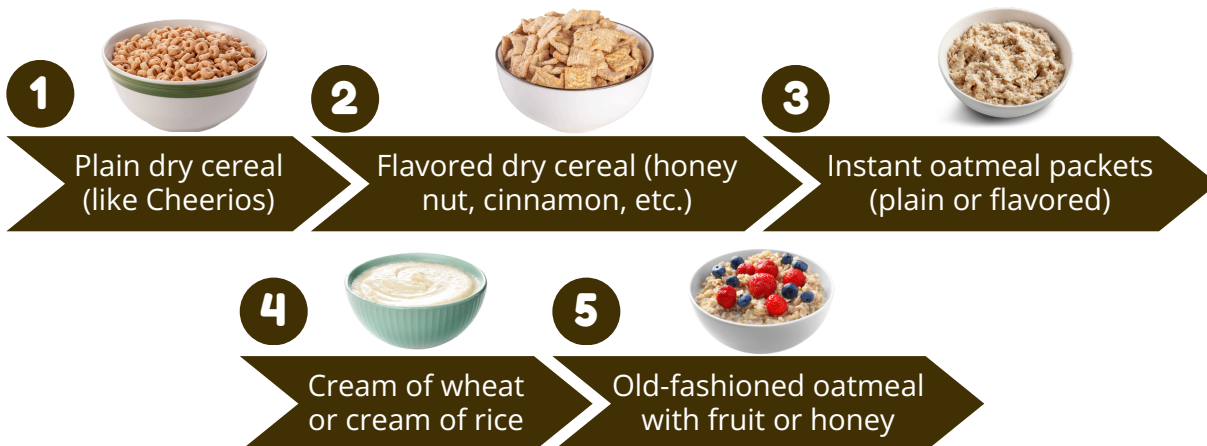 1
2
3
Plain dry cereal
(like Cheerios)
Flavored dry cereal (honey
nut, cinnamon, etc.)
Instant oatmeal packets
(plain or flavored)
4
5
Cream of wheat
or cream of rice
Old-fashioned oatmeal
with fruit or honey